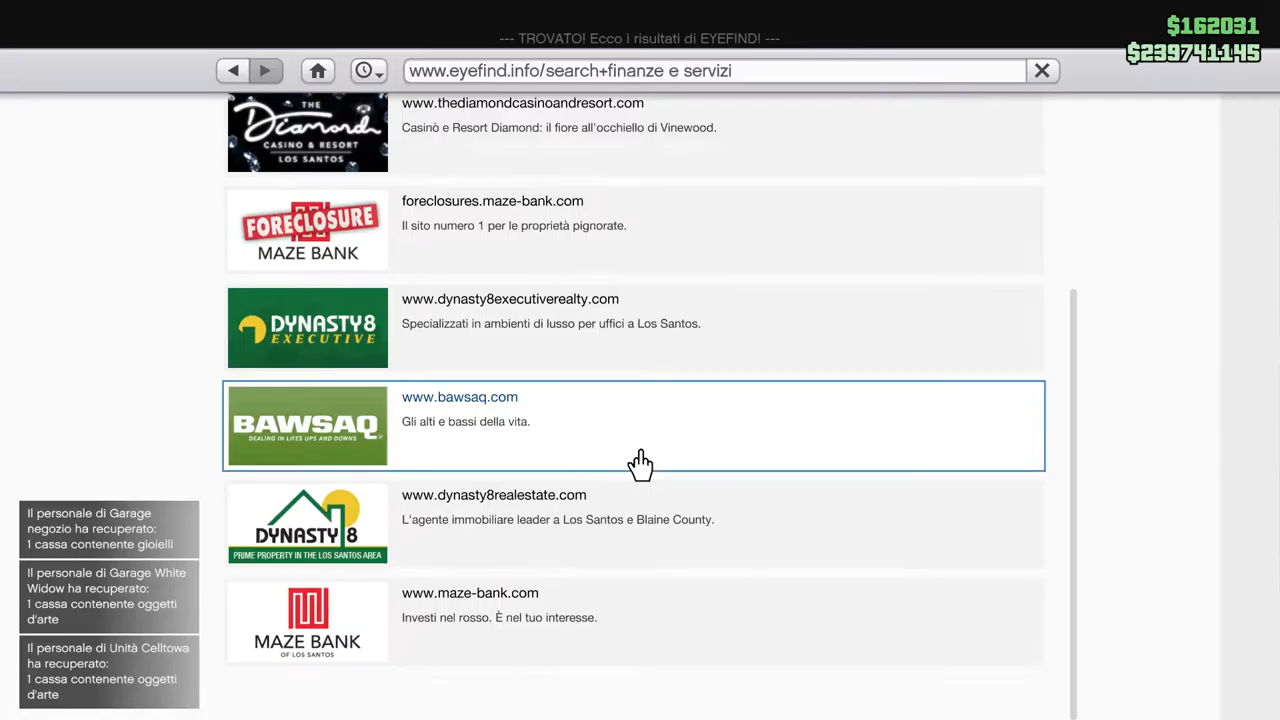 --- TROVATO! Ecco i risultati di EYEFIND! ---
$162031
$239741145
www.eyefind.info/search+finanze e servizi
THE
Diamond
CASINO & RESORT
LOS SANTOS
www.thediamondcasinoandresort.com
Casinò e Resort Diamond: il fiore all'occhiello di Vinewood.
FORECLOSURE
MAZE BANK
foreclosures.maze-bank.com
Il sito numero 1 per le proprietà pignorate.
DYNASTY8
EXECUTIVE
www.dynasty8executiverealty.com
Specializzati in ambienti di lusso per uffici a Los Santos.
BAWSAQ
DEALING IN LIFES UPS AND DOWNS
www.bawsaq.com
Gli alti e bassi della vita.
DYNASTY 8
PRIME PROPERTY IN THE LOS SANTOS AREA
www.dynasty8realestate.com
L'agente immobiliare leader a Los Santos e Blaine County.
MAZE BANK
OF LOS SANTOS
www.maze-bank.com
Investi nel rosso. È nel tuo interesse.
Il personale di Garage
negozio ha recuperato:
1 cassa contenente gioielli
Il personale di Garage White
Widow ha recuperato:
1 cassa contenente oggetti
d'arte
Il personale di Unità Celltowa
ha recuperato:
1 cassa contenente oggetti
d'arte